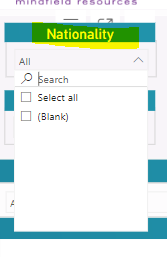 mindfield resources
Nationality
All
Search
Select all
(Blank)
A